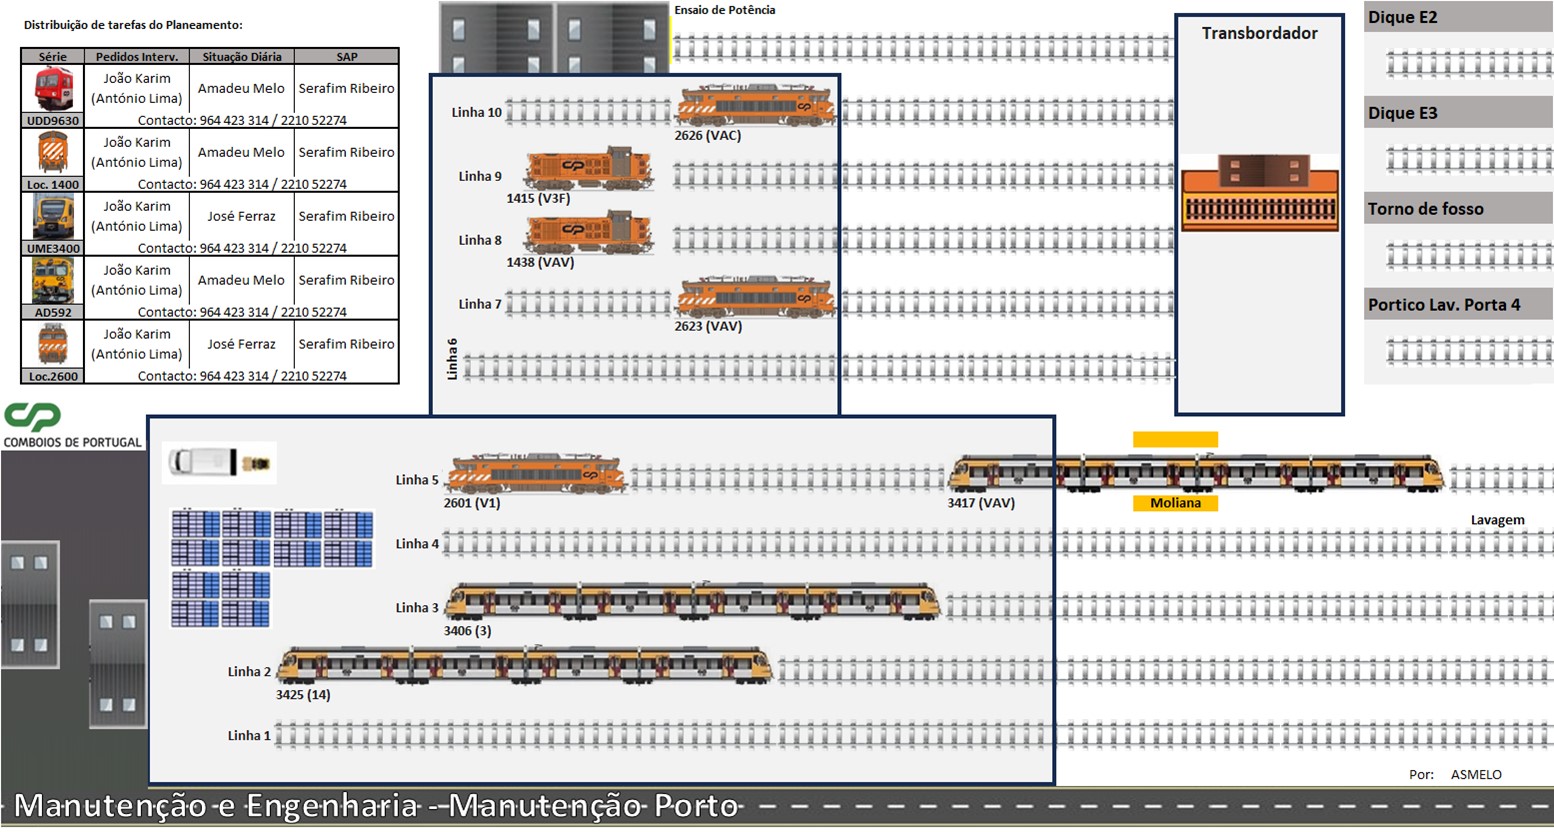 Distribuição de tarefas do Planeamento:
Série Pedidos Interv. Situação Diária SAP
João Karim
(António Lima) Amadeu Melo Serafim Ribeiro
UDD9630 Contacto: 964 423 314 / 2210 52274
João Karim
(António Lima) Amadeu Melo Serafim Ribeiro
Loc. 1400 Contacto: 964 423 314 / 2210 52274
João Karim
(António Lima) José Ferraz Serafim Ribeiro
UME3400 Contacto: 964 423 314 / 2210 52274
João Karim
(António Lima) Amadeu Melo Serafim Ribeiro
AD592 Contacto: 964 423 314 / 2210 52274
João Karim
(António Lima) José Ferraz Serafim Ribeiro
Loc.2600 Contacto: 964 423 314 / 2210 52274
CP
COMBOIOS DE PORTUGAL
Ensaio de Potência
Linha 10
2626 (VAC)
Linha 9
1415 (V3F)
Linha 8
1438 (VAV)
Linha 7
2623 (VAV)
Linha 6
Transbordador
Dique E2
Dique E3
Torno de fosso
Portico Lav. Porta 4
Linha 5
2601 (V1)
3417 (VAV)
Moliana
Lavagem
Linha 4
Linha 3
3406 (3)
Linha 2
3425 (14)
Linha 1
Por: ASMELO
Manutenção e Engenharia - Manutenção Porto